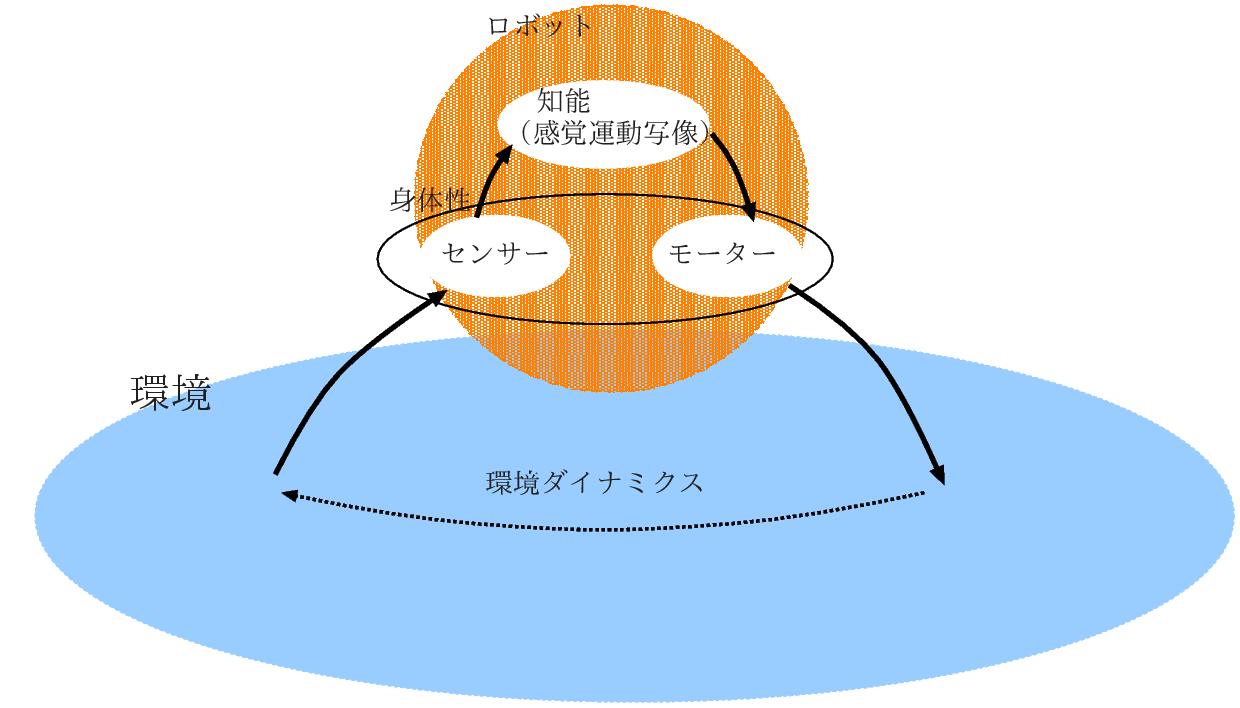 ロボット
知能
（感覚運動写像）
身体性
センサー
モーター
環境
環境ダイナミクス